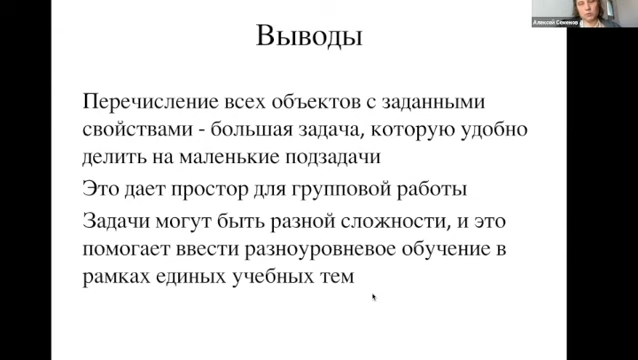 Выводы
Перечисление всех объектов с заданными
свойствами - большая задача, которую удобно
делить на маленькие подзадачи
Это дает простор для групповой работы
Задачи могут быть разной сложности, и это
помогает ввести разноуровневое обучение в
рамках единых учебных тем
Алексей Семенов